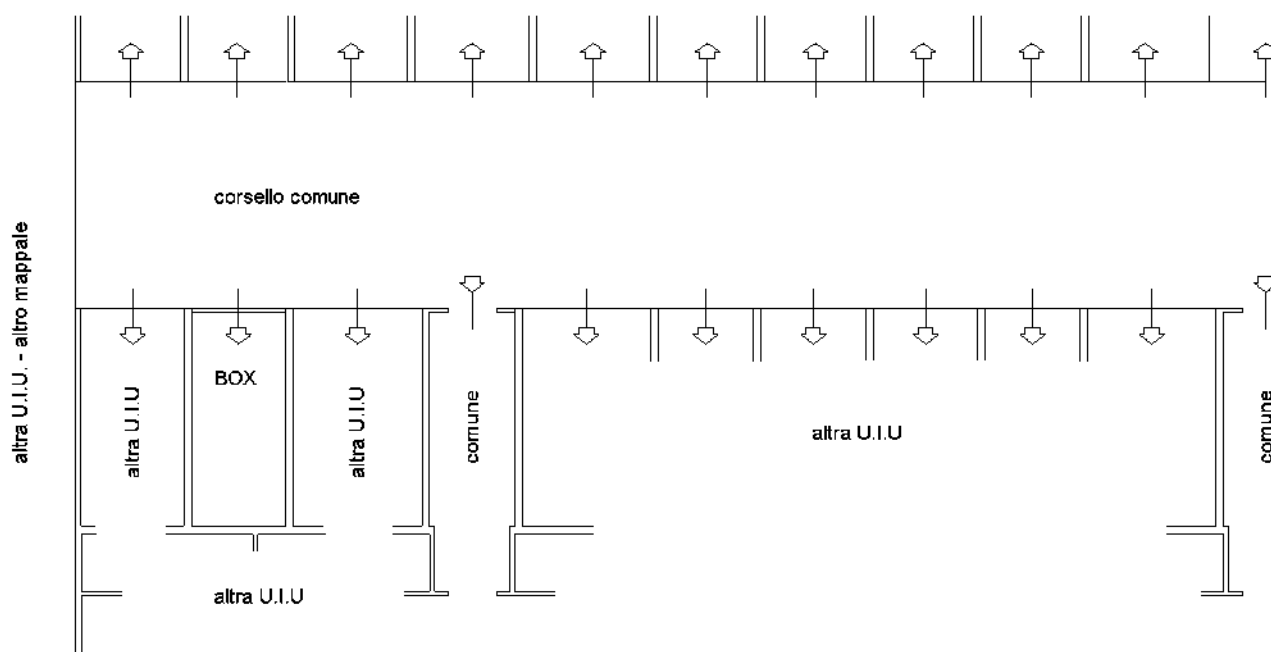 corsello comune
altra U.I.U. - altro mappale
altra U.I.U
BOX
altra U.I.U
comune
altra U.I.U
comune
altra U.I.U